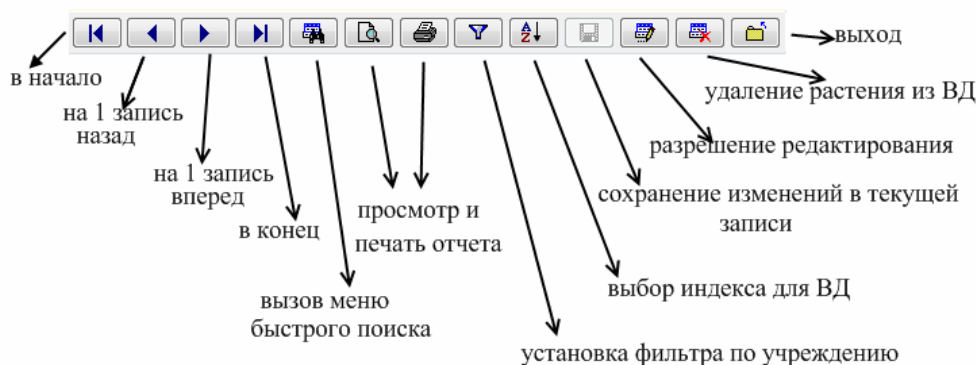 выход
в начало
удаление растения из ВД
на 1 запись
назад
разрешение редактирования
на 1 запись
вперед
сохранение изменений в текущей
записи
просмотр и
печать отчета
в конец
выбор индекса для ВД
вызов меню
быстрого поиска
установка фильтра по учреждению